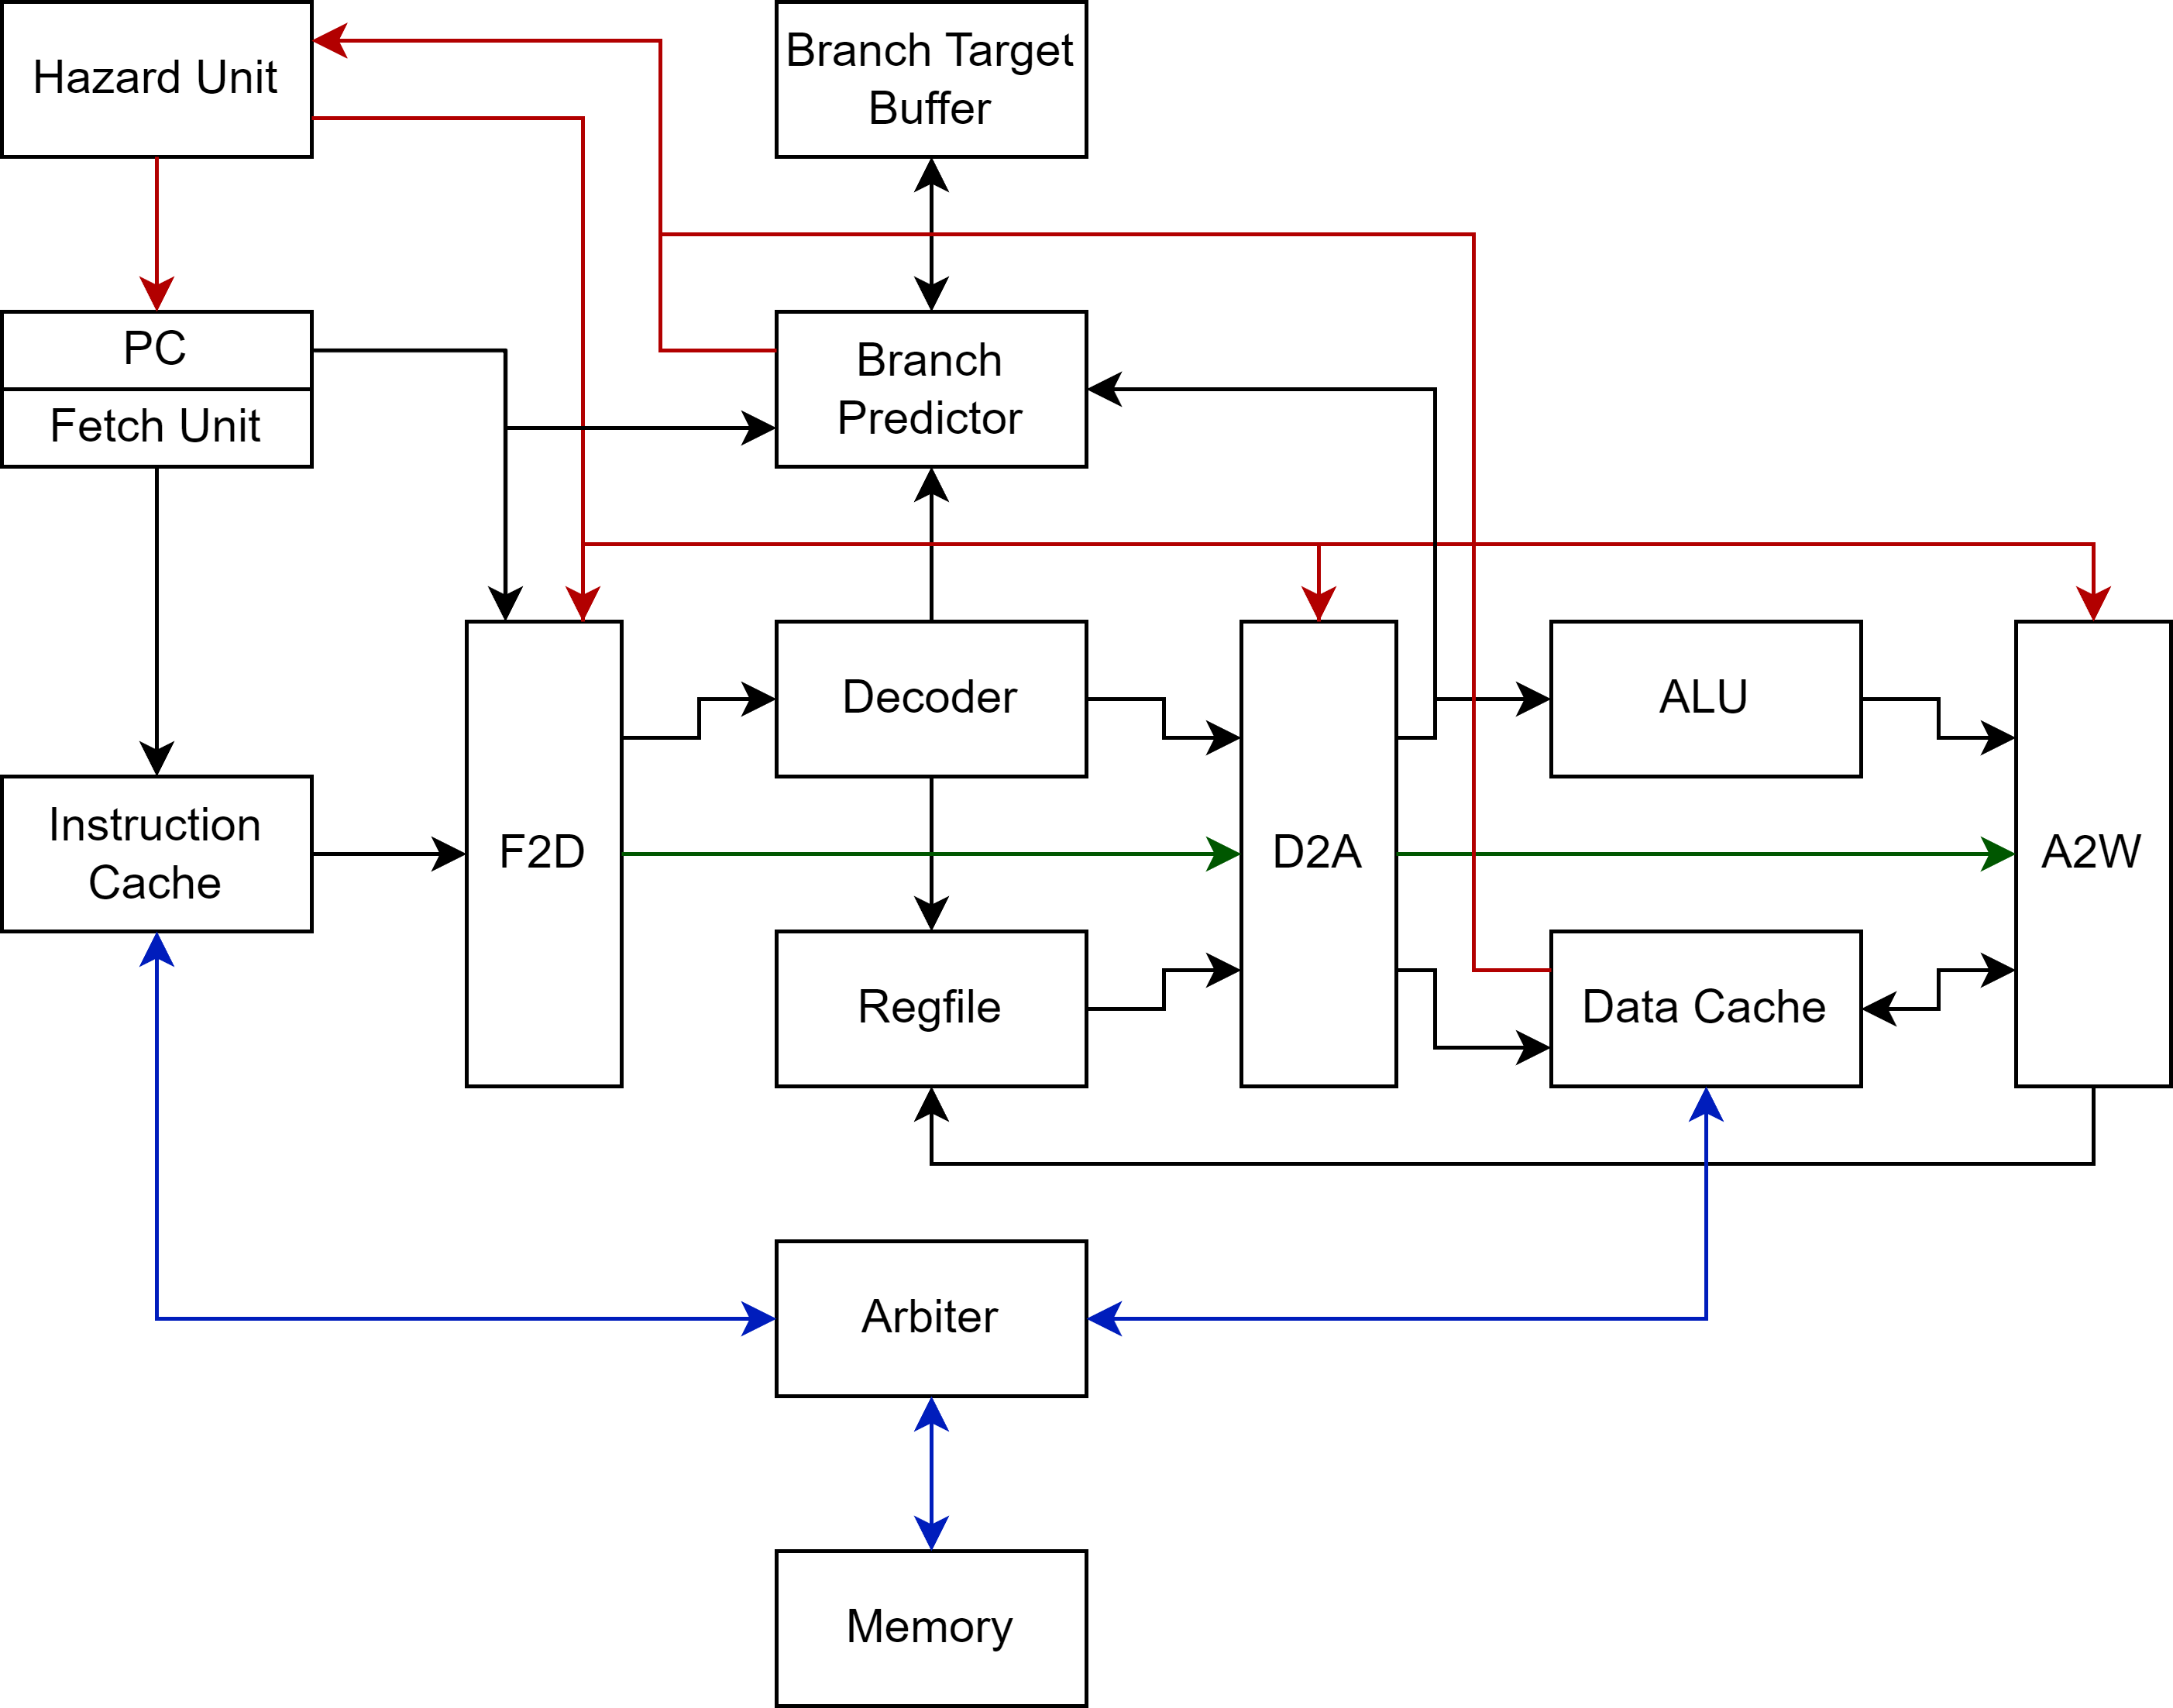 Hazard Unit
Branch Target
Buffer
PC
Fetch Unit
Branch
Predictor
Decoder
ALU
Instruction
Cache
F2D
D2A
A2W
Regfile
Data Cache
Arbiter
Memory